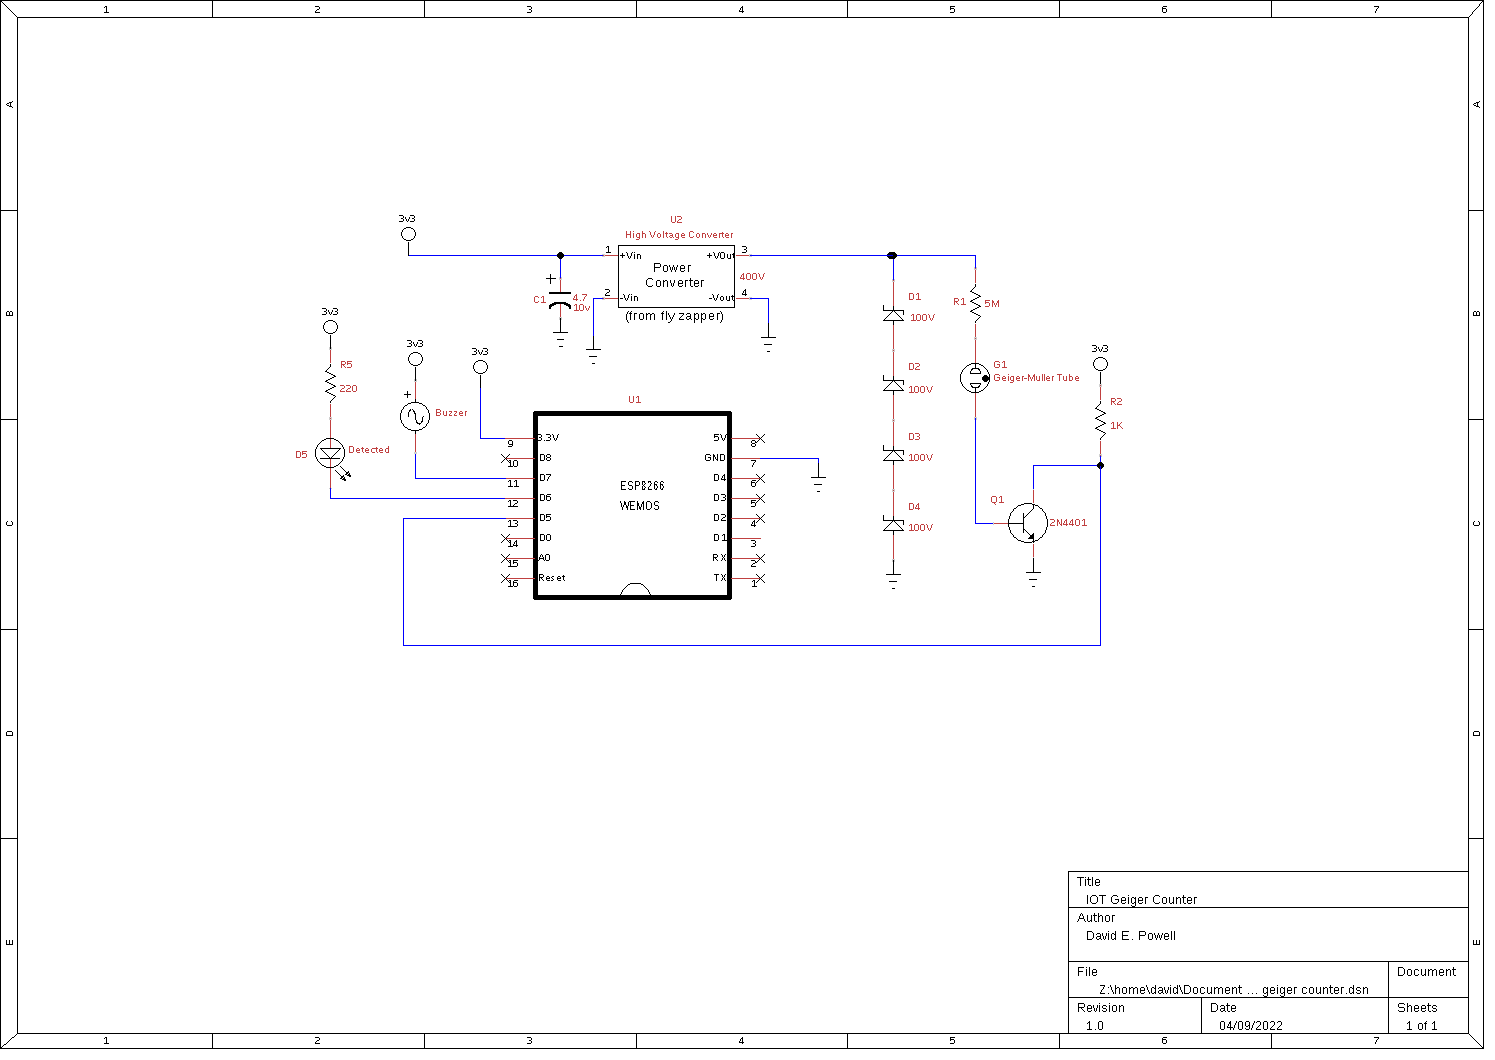 1 2 3 4 5 6 7
A A
B B
C C
D D
E E
3v3
U2
High Voltage Converter
1 +Vin
+VOut 3
Power
Converter
2 -Vin
-Vout 4
400V
(from fly zapper)
+
C1
4.7
10v
3v3
R5
220
D5
Detected
3v3
+
Buzzer
3v3
U1
ESP8266
WEMOS
9 3.3V
10 D8
11 D7
12 D6
13 D5
14 D0
15 A0
16 Reset
5V 8
GND 7
D4 6
D3 5
D2 4
D1 3
RX 2
TX 1
D1
100V
D2
100V
D3
100V
D4
100V
R1
5M
G1
Geiger-Muller Tube
3v3
R2
1K
Q1
2N4401
Title
IOT Geiger Counter
Author
David E. Powell
File
Z:\home\david\Document ... geiger counter.dsn
Document
Revision
1.0
Date
04/09/2022
Sheets
1 of 1
1 2 3 4 5 6 7